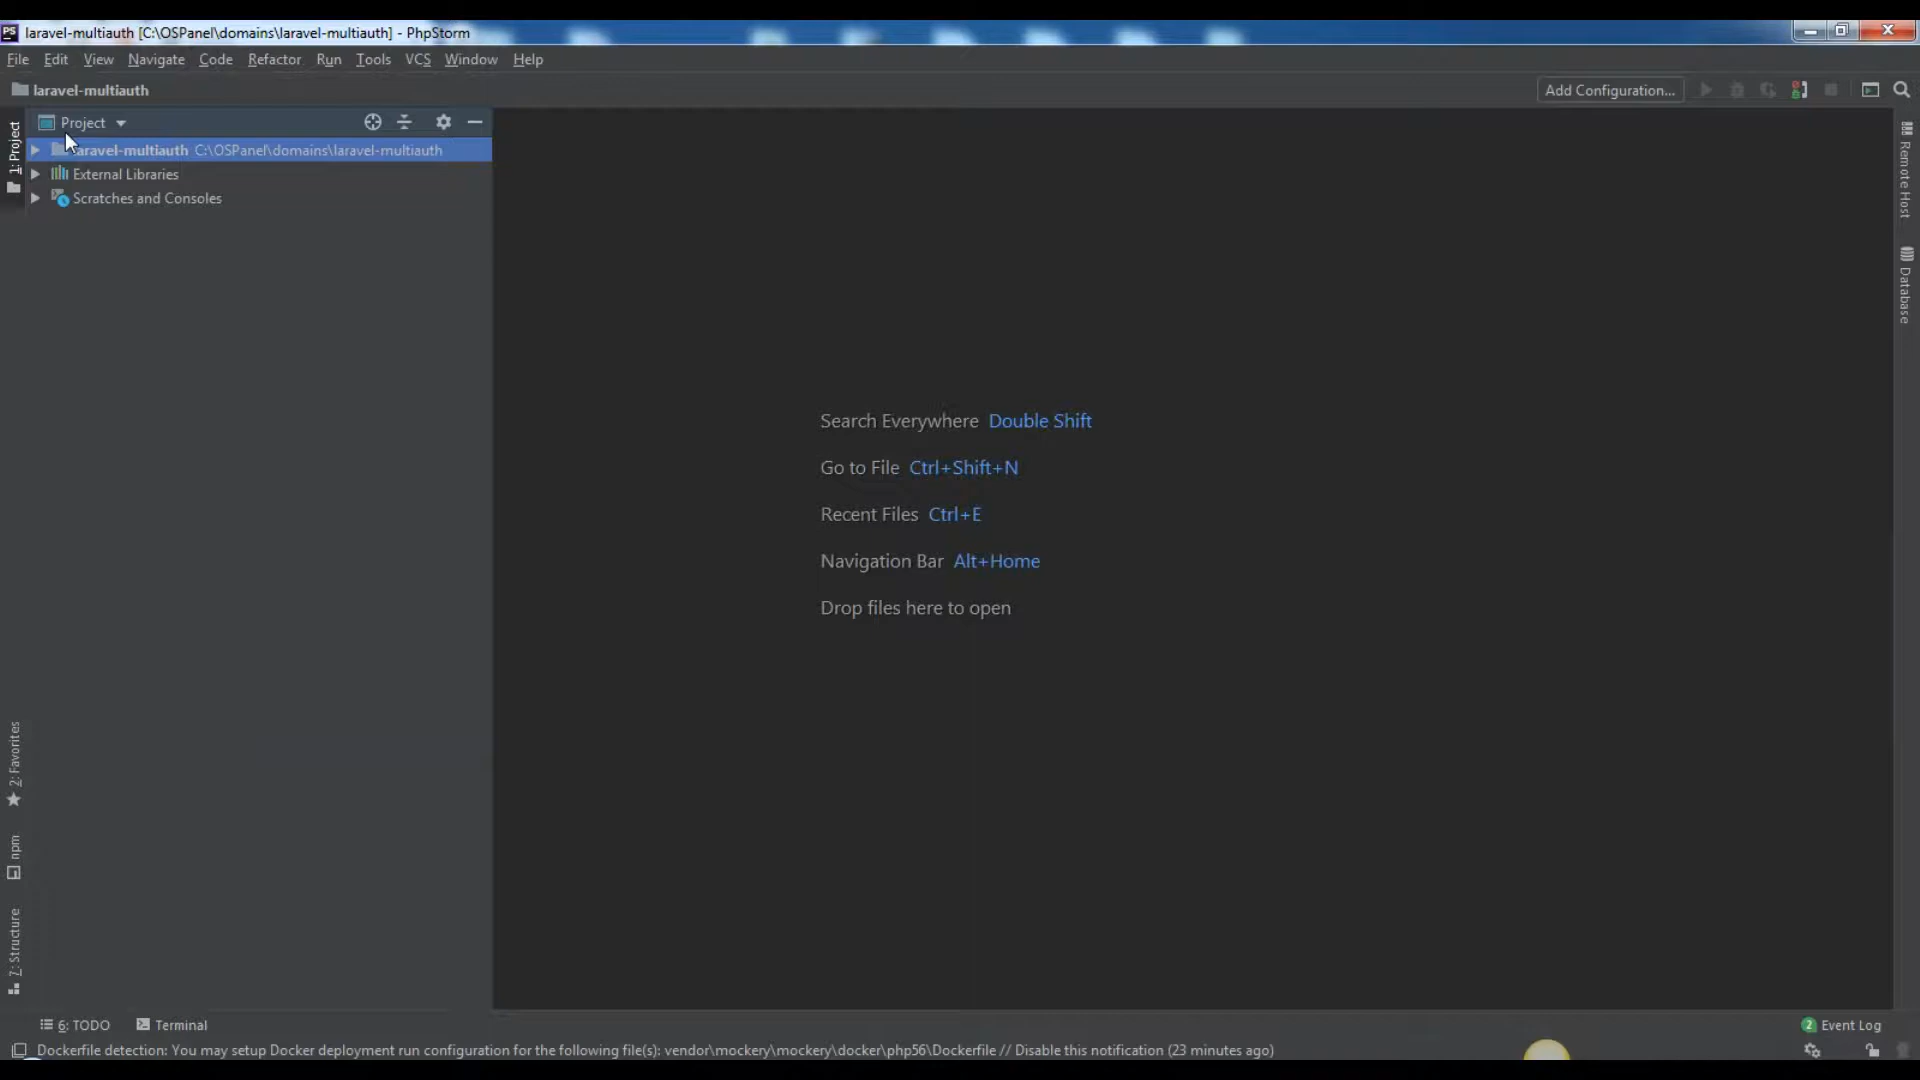 PS laravel-multiauth [C:\OSPanel\domains\laravel-multiauth] - PhpStorm
File Edit View Navigate Code Refactor Run Tools VCS Window Help
laravel-multiauth Add Configuration...
Project
laravel-multiauth C:\OSPanel\domains\laravel-multiauth
External Libraries
Scratches and Consoles
1: Project
2: Favorites
npm
7: Structure
Search Everywhere Double Shift
Go to File Ctrl+Shift+N
Recent Files Ctrl+E
Navigation Bar Alt+Home
Drop files here to open
Remote Host
Database
6: TODO Terminal 2 Event Log
Dockerfile detection: You may setup Docker deployment run configuration for the following file(s): vendor\mockery\mockery\docker\php56\Dockerfile // Disable this notification (23 minutes ago)